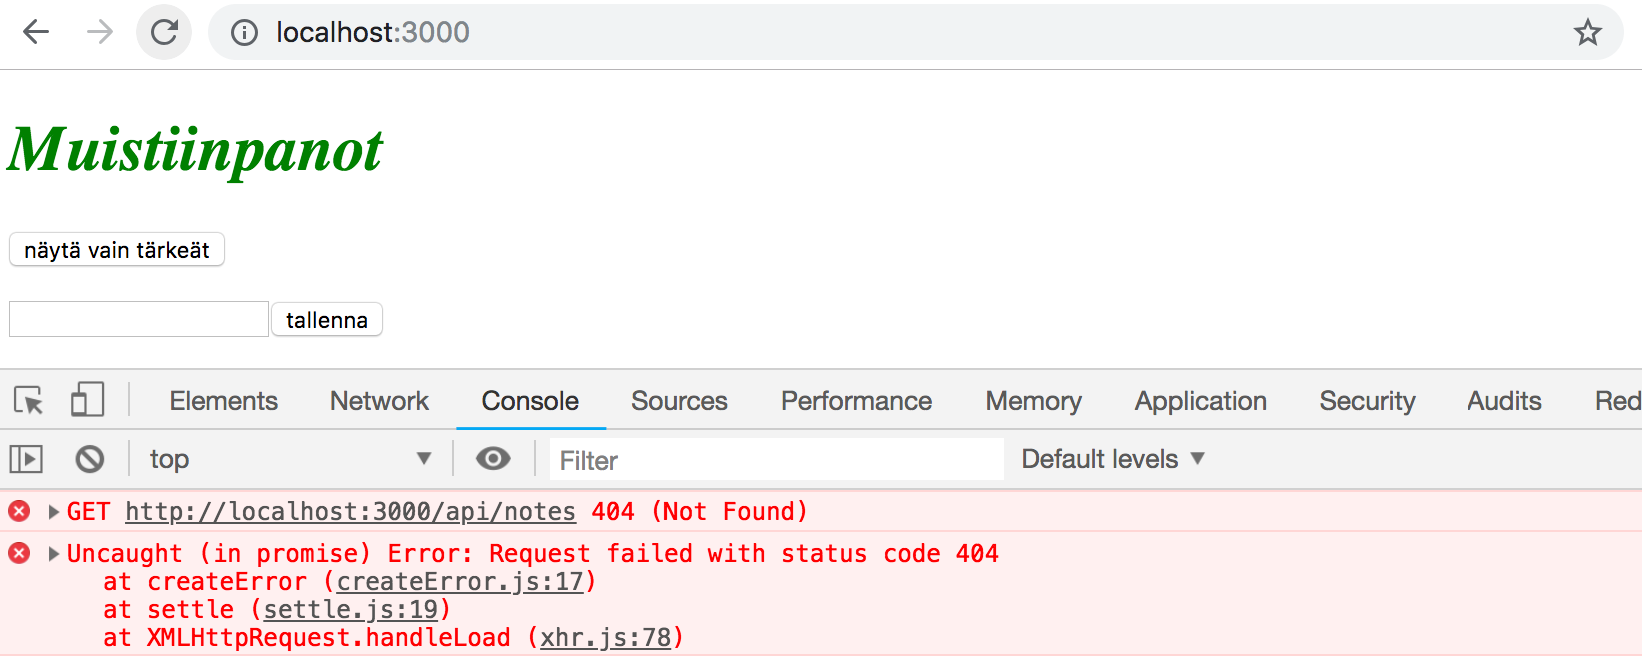 localhost:3000
Muistiinpanot
näytä vain tärkeät
tallenna
Elements Network Console Sources Performance Memory Application Security Audits Red
top Filter Default levels
GET http://localhost:3000/api/notes 404 (Not Found)
Uncaught (in promise) Error: Request failed with status code 404
at createError (createError.js:17)
at settle (settle.js:19)
at XMLHttpRequest.handleLoad (xhr.js:78)